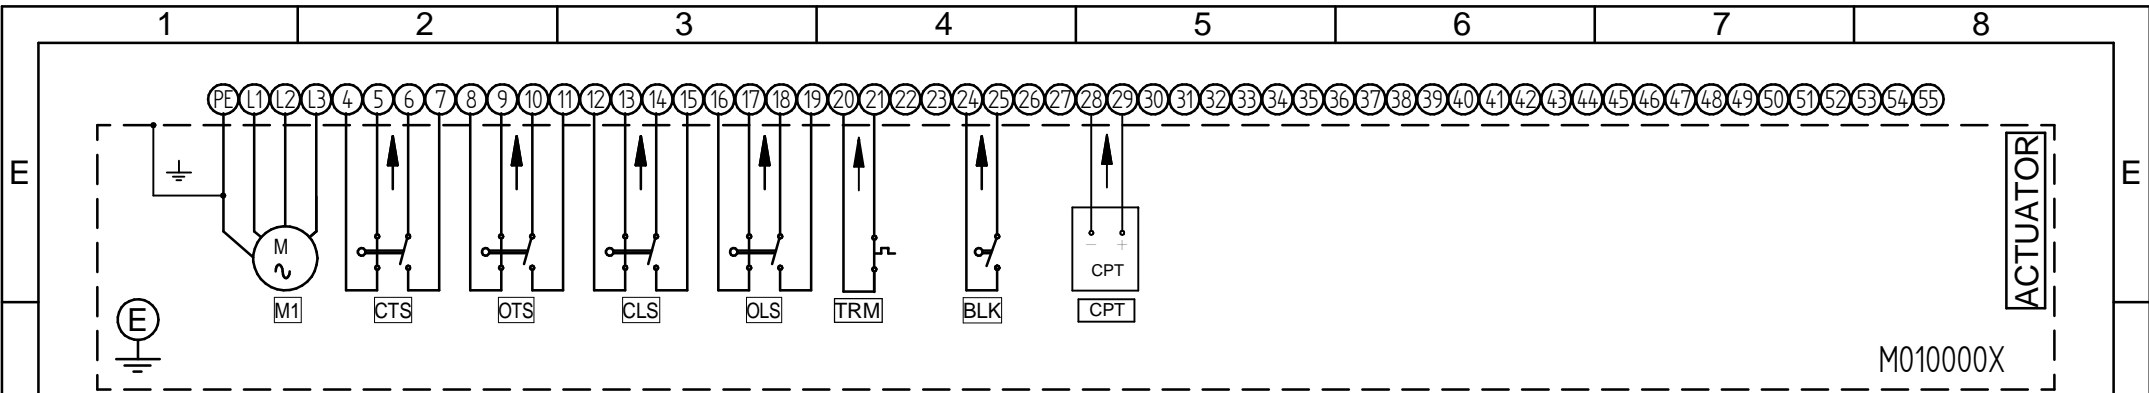 1 2 3 4 5 6 7 8
PE L1 L2 L3 4 5 6 7 8 9 10 11 12 13 14 15 16 17 18 19 20 21 22 23 24 25 26 27 28 29 30 31 32 33 34 35 36 37 38 39 40 41 42 43 44 45 46 47 48 49 50 51 52 53 54 55
E E
ACTUATOR
M
- +
CPT
M1 CTS OTS CLS OLS TRM BLK CPT
E
M010000X